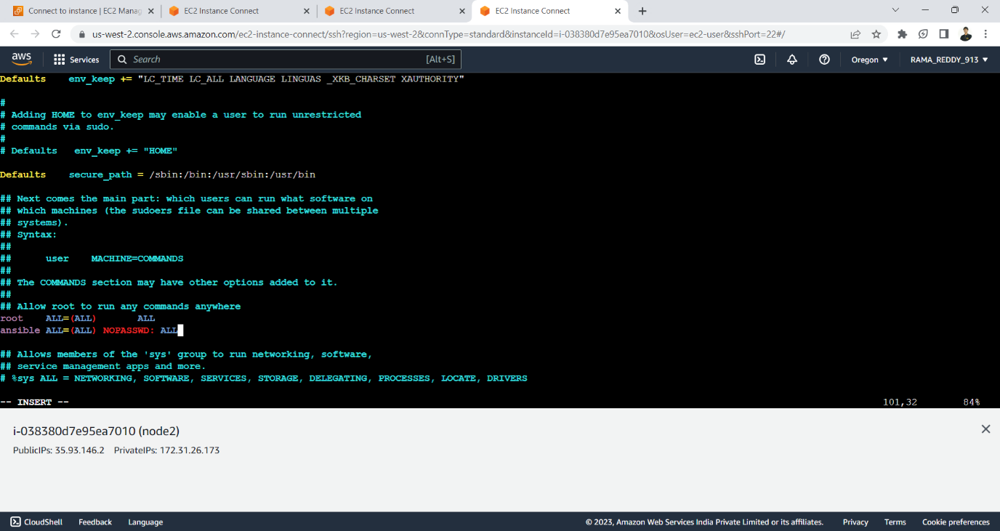 Connect to instance | EC2 Manag
EC2 Instance Connect
EC2 Instance Connect
EC2 Instance Connect
us-west-2.console.aws.amazon.com/ec2-instance-connect/ssh?region=us-west-2&connType=standard&instanceId=i-038380d7e95ea7010&osUser=ec2-user&sshPort=22#/
aws
Services
Search
[Alt+S]
Oregon
RAMA_REDDY_913
Defaults    env_keep += "LC_TIME LC_ALL LANGUAGE LINGUAS _XKB_CHARSET XAUTHORITY"
#
# Adding HOME to env_keep may enable a user to run unrestricted
# commands via sudo.
#
# Defaults   env_keep += "HOME"
Defaults    secure_path = /sbin:/bin:/usr/sbin:/usr/bin
## Next comes the main part: which users can run what software on
## which machines (the sudoers file can be shared between multiple
## systems).
## Syntax:
##
##      user    MACHINE=COMMANDS
##
## The COMMANDS section may have other options added to it.
##
## Allow root to run any commands anywhere
root    ALL=(ALL)       ALL
ansible ALL=(ALL) NOPASSWD: ALL
## Allows members of the 'sys' group to run networking, software,
## service management apps and more.
# %sys ALL = NETWORKING, SOFTWARE, SERVICES, STORAGE, DELEGATING, PROCESSES, LOCATE, DRIVERS
-- INSERT --                    101,32        84%
i-038380d7e95ea7010 (node2)
PublicIPs: 35.93.146.2    PrivateIPs: 172.31.26.173
CloudShell    Feedback    Language    © 2023, Amazon Web Services India Private Limited or its affiliates.    Privacy    Terms    Cookie preferences